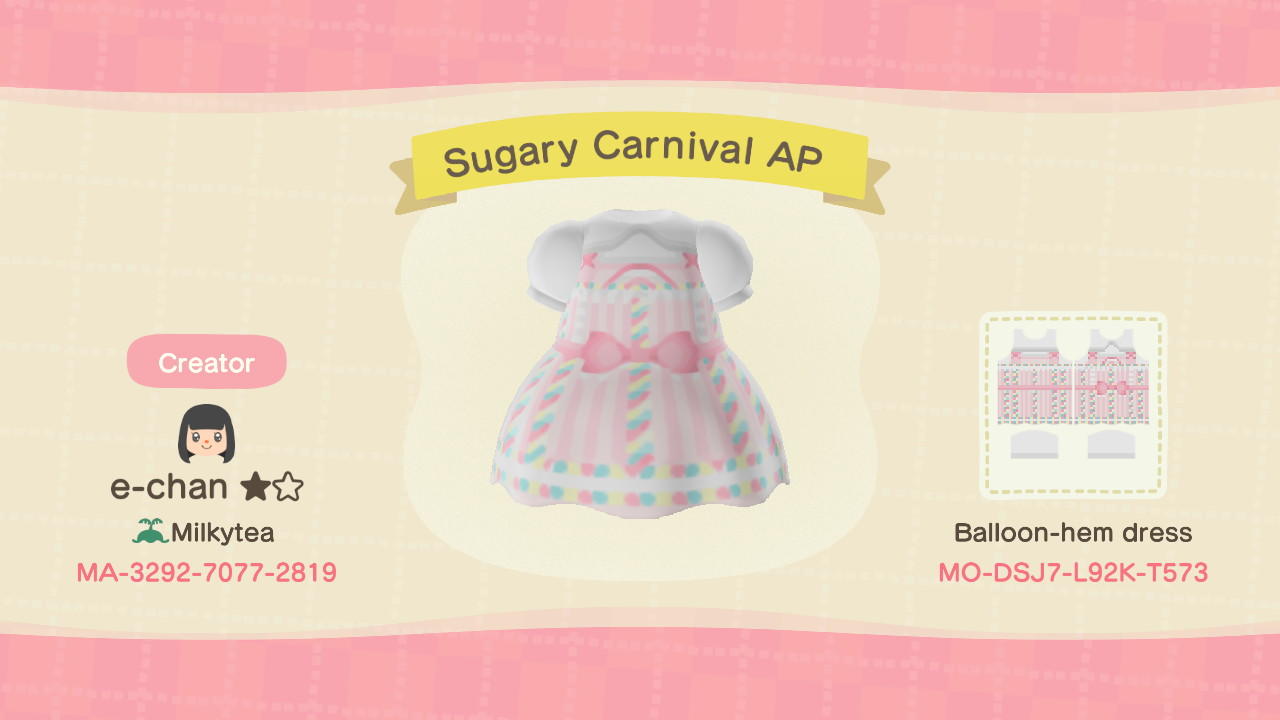 Sugary Carnival AP
Creator
e-chan ★☆
Milkytea
MA-3292-7077-2819
Balloon-hem dress
MO-DSJ7-L92K-T573